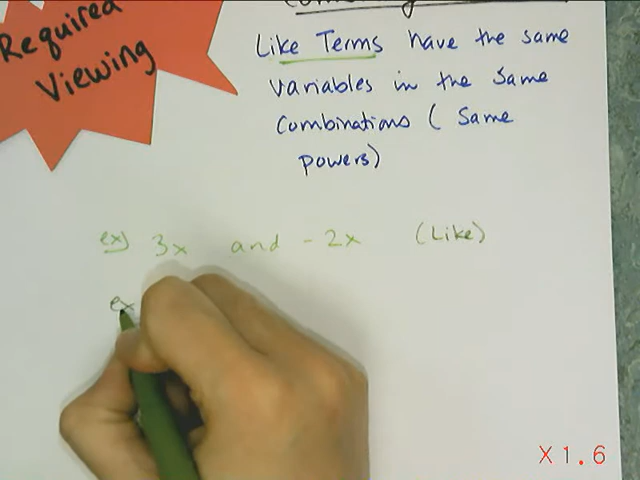 Required
Viewing
Like Terms have the same
variables in the same
combinations ( same
powers)
ex) 3x and -2x (Like)
ex
X1.6